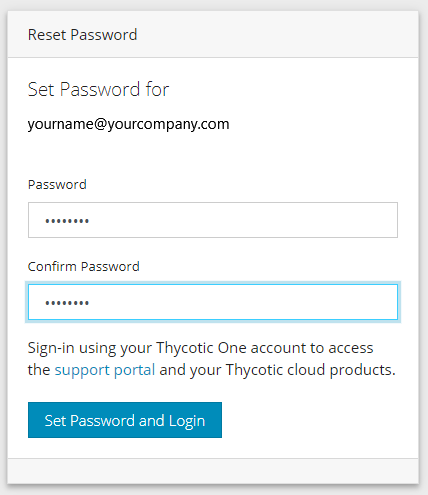 Reset Password
Set Password for
yourname@yourcompany.com
Password
••••••••
Confirm Password
••••••••
Sign-in using your Thycotic One account to access
the support portal and your Thycotic cloud products.
Set Password and Login